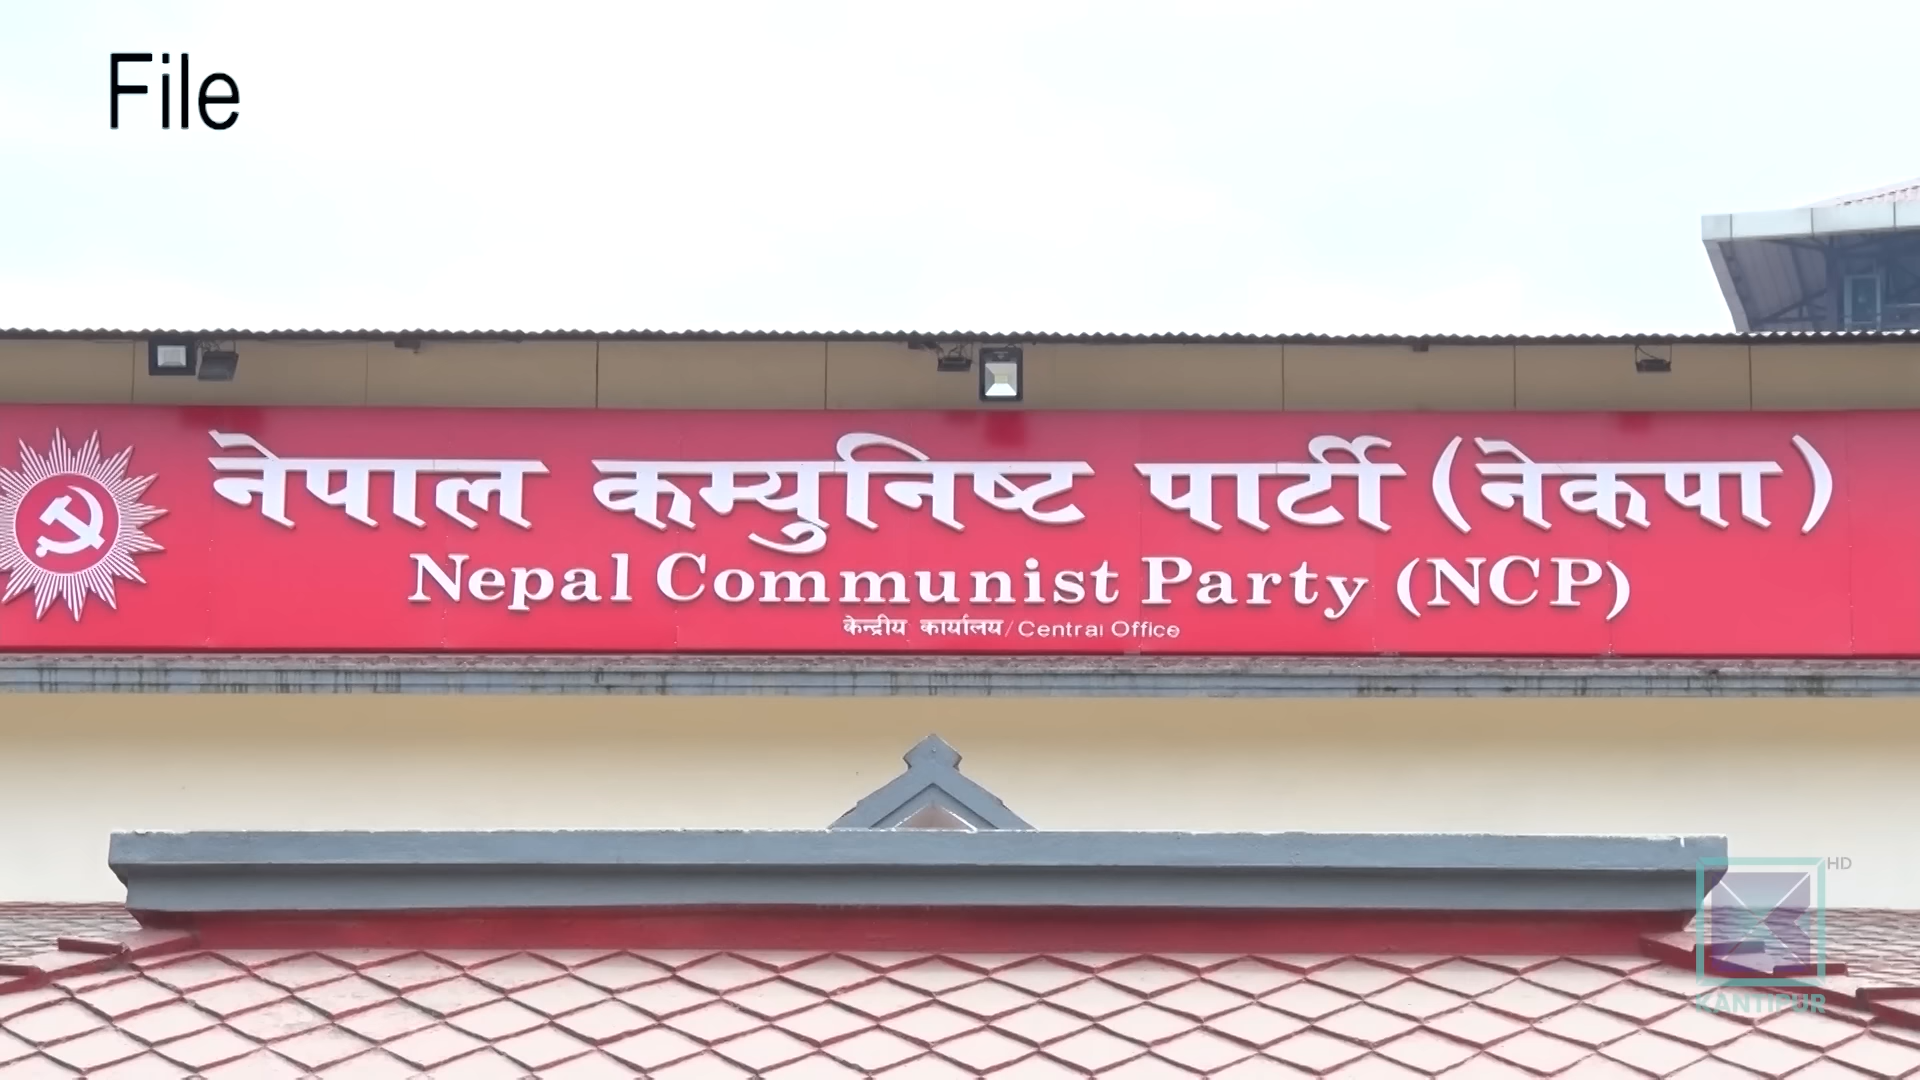 File
नेपाल कम्युनिष्ट पार्टी (नेकपा)
Nepal Communist Party (NCP)
केन्द्रीय कार्यालय/Central Office
HD
KANTIPUR